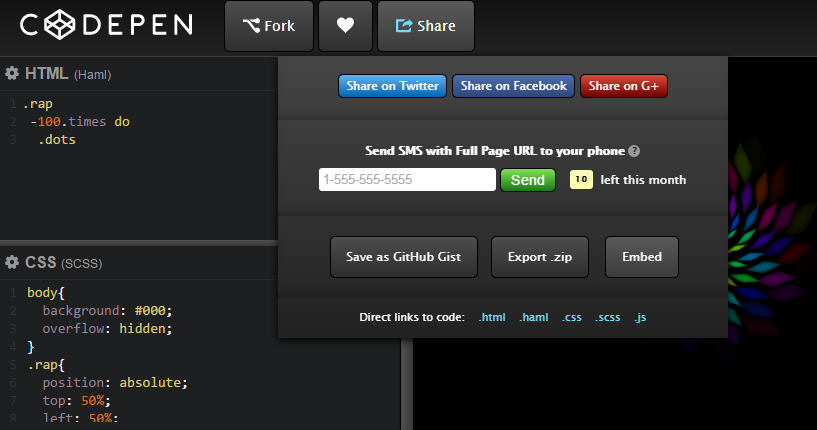 CODEPEN
Fork
Share
HTML (Haml)
1 .rap
2 -100.times do
3 .dots
Share on Twitter
Share on Facebook
Share on G+
Send SMS with Full Page URL to your phone ?
1-555-555-5555
Send
10 left this month
Save as GitHub Gist
Export .zip
Embed
Direct links to code: .html .haml .css .scss .js
CSS (SCSS)
1 body{
2 background: #000;
3 overflow: hidden;
4 }
5 .rap{
6 position: absolute;
7 top: 50%;
8 left: 50%;